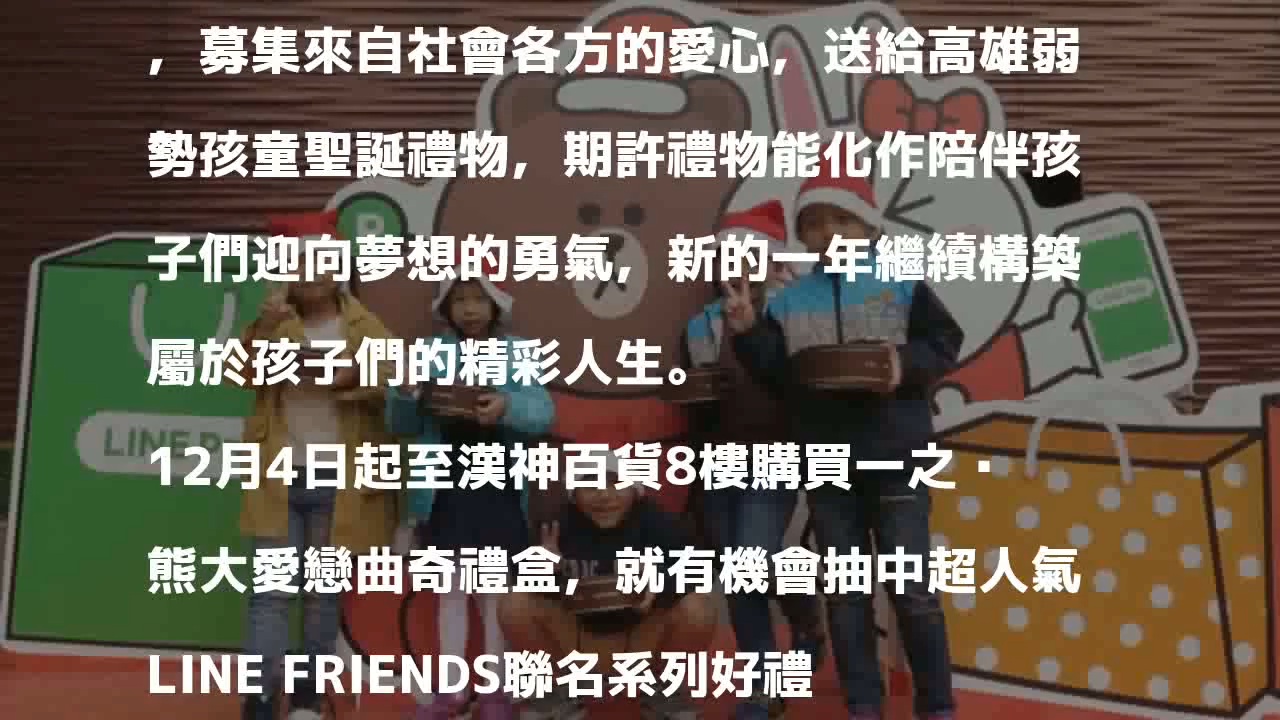 ，募集來自社會各方的愛心，送給高雄弱
勢孩童聖誕禮物，期許禮物能化作陪伴孩
子們迎向夢想的勇氣，新的一年繼續構築
屬於孩子們的精彩人生。
12月4日起至漢神百貨8樓購買一之・
熊大愛戀曲奇禮盒，就有機會抽中超人氣
LINE FRIENDS聯名系列好禮
LINE P